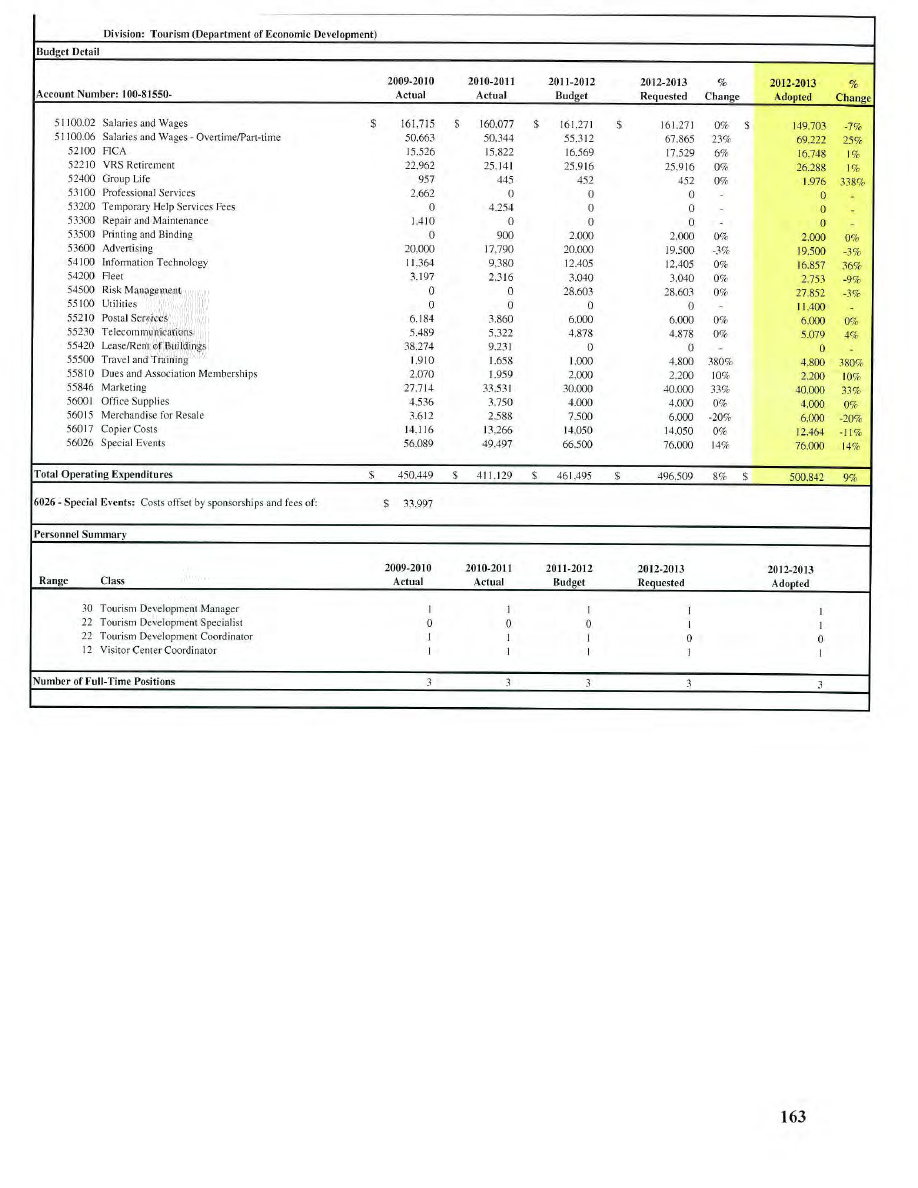 Division: Tourism (Department of Economic Development)
Budget Detail
2009-2010 2010-2011 2011-2012 2012-2013 % 2012-2013 %
Account Number: 100-81550- Actual Actual Budget Requested Change Adopted Change
51100.02 Salaries and Wages $ 161,715 $ 160,077 $ 161,271 $ 161,271 0% $ 149,703 -7%
51100.06 Salaries and Wages - Overtime/Part-time 50,663 50,344 55,312 67,865 23% 69,222 25%
52100 FICA 15,526 15,822 16,569 17,529 6% 16,748 1%
52210 VRS Retirement 22,962 25,141 25,916 25,916 0% 26,288 1%
52400 Group Life 957 445 452 452 0% 1,976 338%
53100 Professional Services 2,662 0 0 0 - 0 -
53200 Temporary Help Services Fees 0 4,254 0 0 - 0 -
53300 Repair and Maintenance 1,410 0 0 0 - 0 -
53500 Printing and Binding 0 900 2,000 2,000 0% 2,000 0%
53600 Advertising 20,000 17,790 20,000 19,500 -3% 19,500 -3%
54100 Information Technology 11,364 9,380 12,405 12,405 0% 16,857 36%
54200 Fleet 3,197 2,316 3,040 3,040 0% 2,753 -9%
54500 Risk Management 0 0 28,603 28,603 0% 27,852 -3%
55100 Utilities 0 0 0 0 - 11,400 -
55210 Postal Services 6,184 3,860 6,000 6,000 0% 6,000 0%
55230 Telecommunications 5,489 5,322 4,878 4,878 0% 5,079 4%
55420 Lease/Rent of Buildings 38,274 9,231 0 0 - 0 -
55500 Travel and Training 1,910 1,658 1,000 4,800 380% 4,800 380%
55810 Dues and Association Memberships 2,070 1,959 2,000 2,200 10% 2,200 10%
55846 Marketing 27,714 33,531 30,000 40,000 33% 40,000 33%
56001 Office Supplies 4,536 3,750 4,000 4,000 0% 4,000 0%
56015 Merchandise for Resale 3,612 2,588 7,500 6,000 -20% 6,000 -20%
56017 Copier Costs 14,116 13,266 14,050 14,050 0% 12,464 -11%
56026 Special Events 56,089 49,497 66,500 76,000 14% 76,000 14%
Total Operating Expenditures $ 450,449 $ 411,129 $ 461,495 $ 496,509 8% $ 500,842 9%
6026 - Special Events: Costs offset by sponsorships and fees of: $ 33,997
Personnel Summary
2009-2010 2010-2011 2011-2012 2012-2013 2012-2013
Range Class Actual Actual Budget Requested Adopted
30 Tourism Development Manager 1 1 1 1 1
22 Tourism Development Specialist 0 0 0 1 1
22 Tourism Development Coordinator 1 1 1 0 0
12 Visitor Center Coordinator 1 1 1 1 1
Number of Full-Time Positions 3 3 3 3 3
163